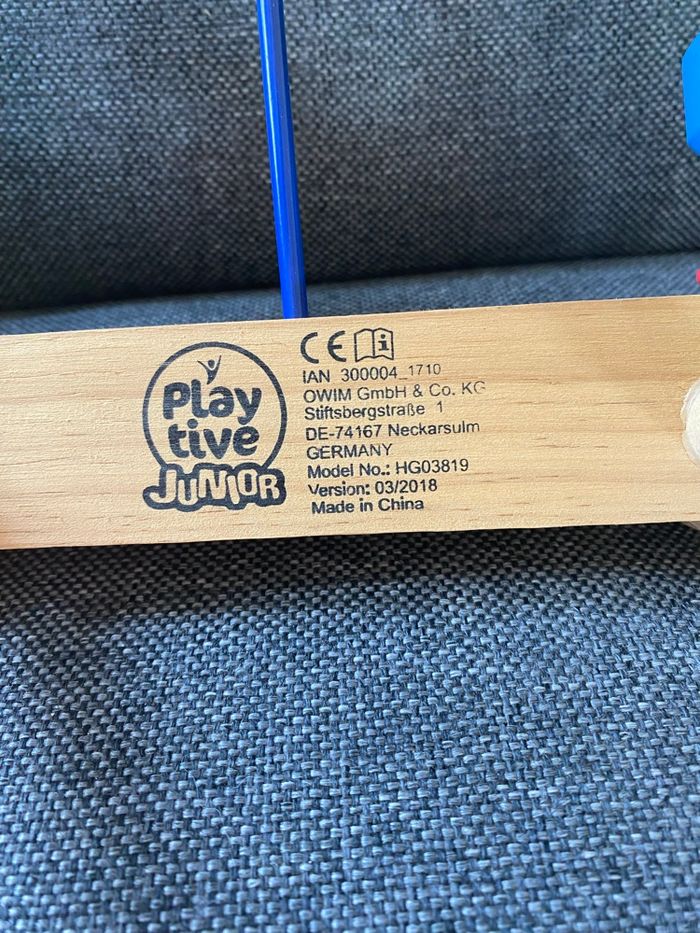 Play
tive
JUNIOR
CE
IAN 300004_1710
OWIM GmbH & Co. KG
Stiftsbergstraße 1
DE-74167 Neckarsulm
GERMANY
Model No.: HG03819
Version: 03/2018
Made in China